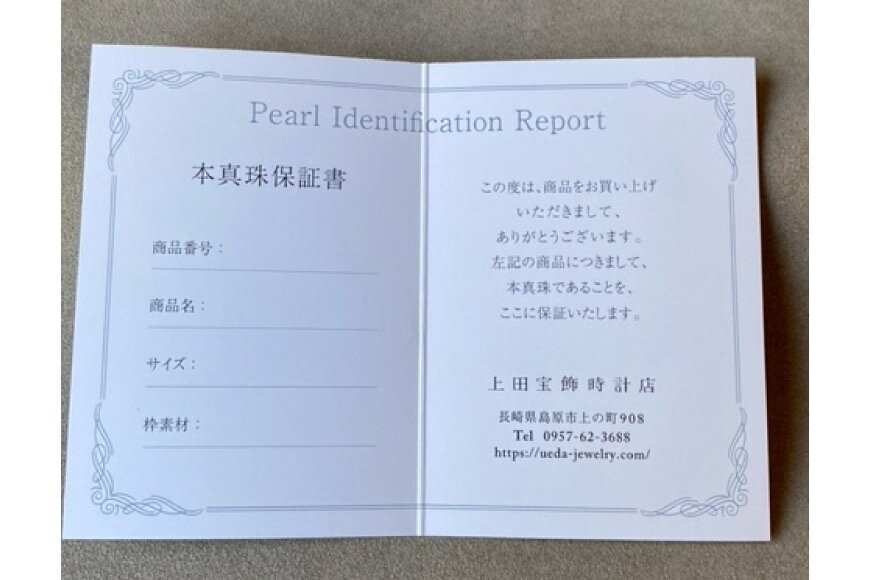 Pearl Identification Report
本真珠保証書
商品番号：
商品名：
サイズ：
枠素材：
この度は、商品をお買い上げ
いただきまして、
ありがとうございます。
左記の商品につきまして、
本真珠であることを、
ここに保証いたします。
上田宝飾時計店
長崎県島原市上の町908
Tel 0957-62-3688
https://ueda-jewelry.com/